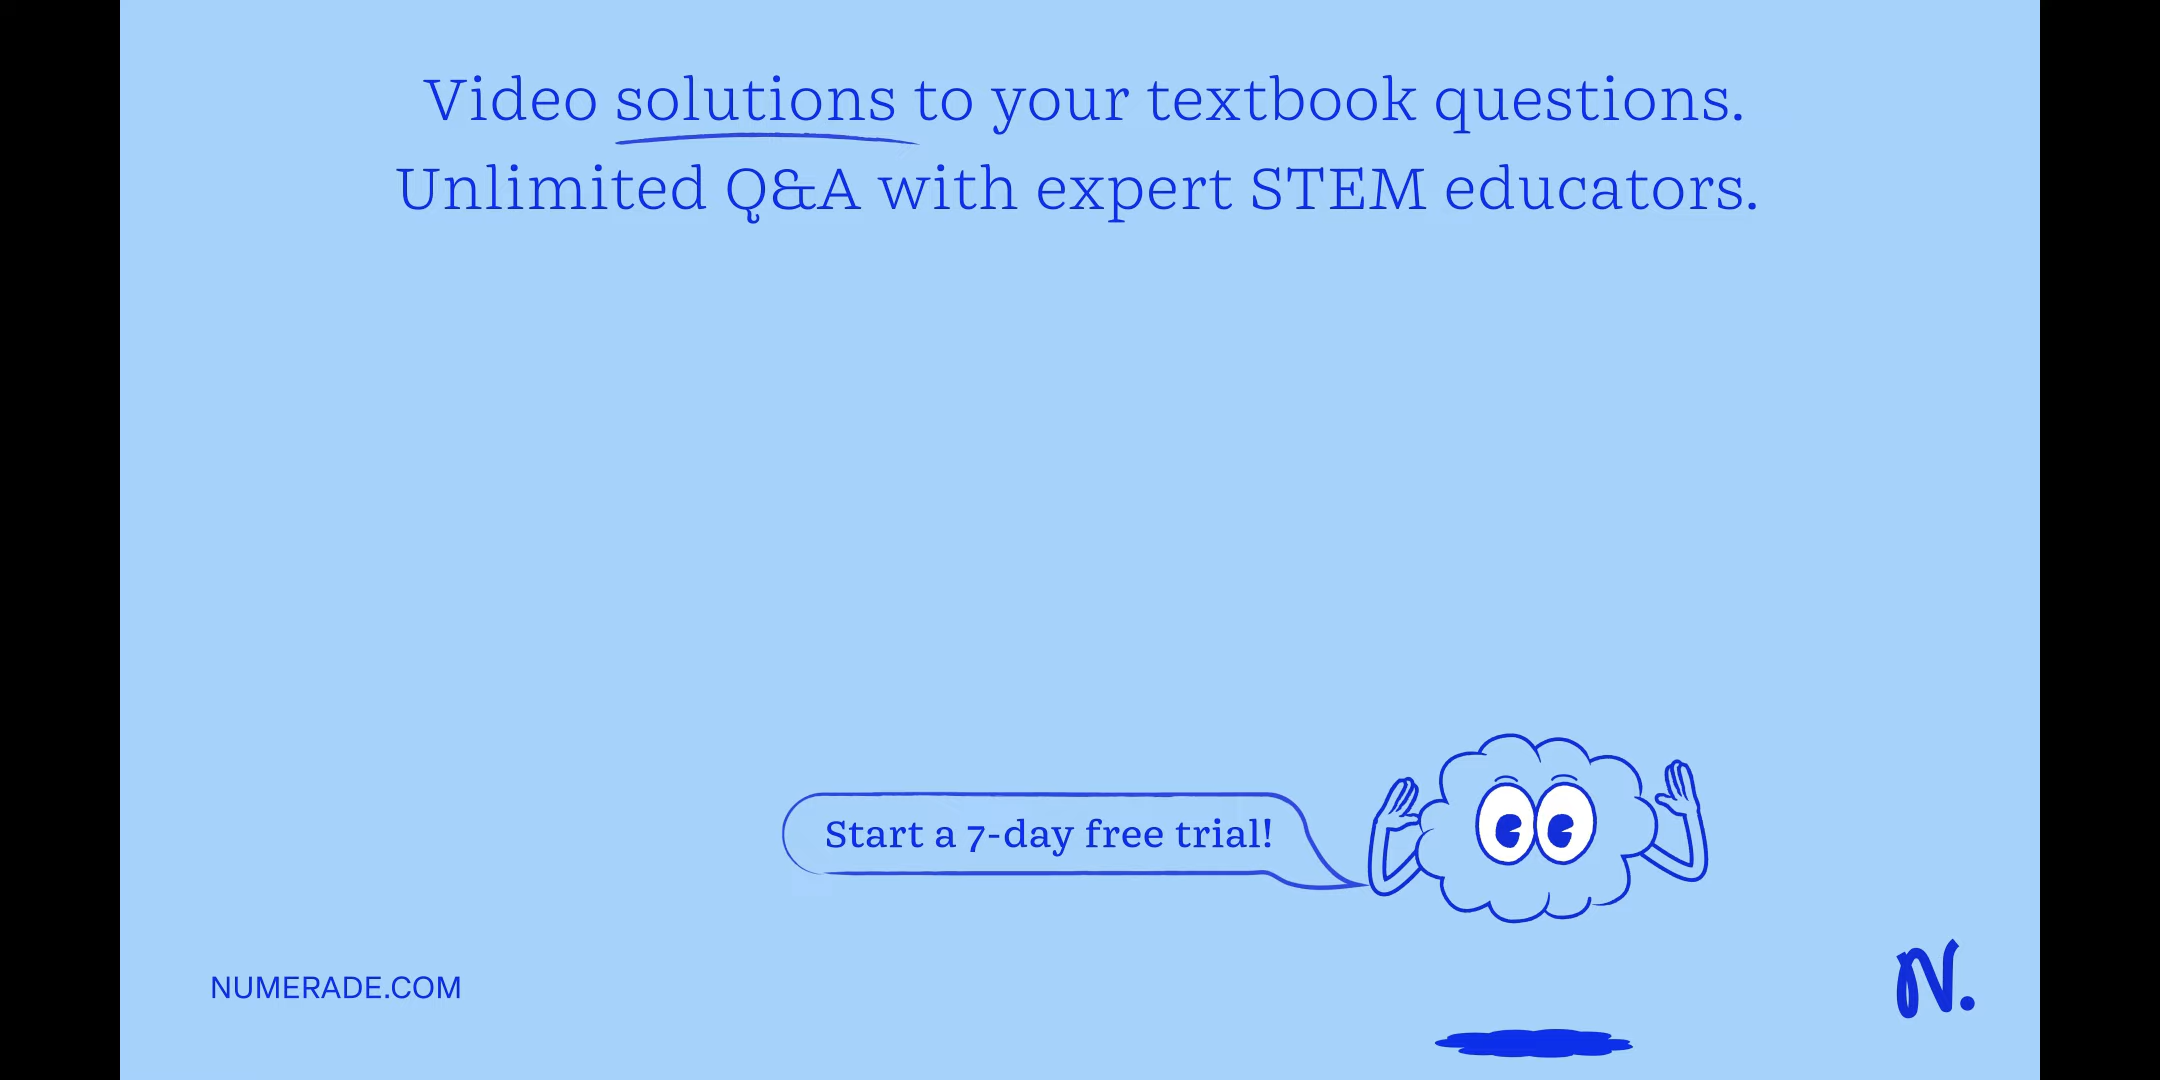 Video solutions to your textbook questions.
Unlimited Q&A with expert STEM educators.
Start a 7-day free trial!
NUMERADE.COM
N.